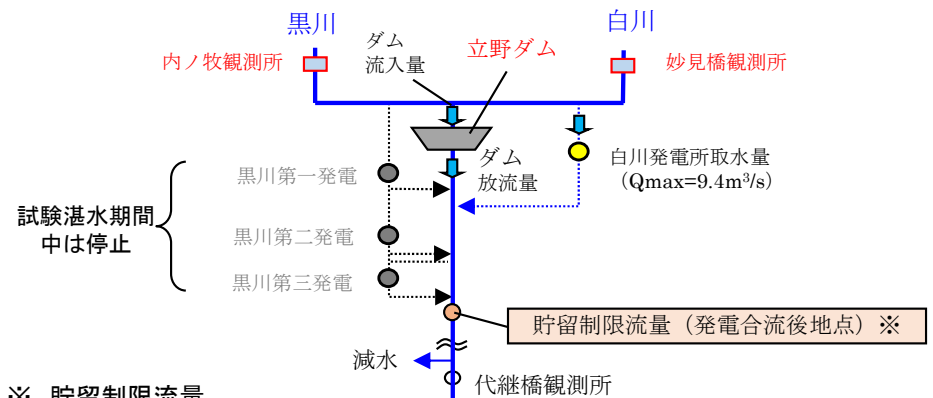 黒川
白川
ダム
流入量
立野ダム
内ノ牧観測所
妙見橋観測所
ダム
放流量
白川発電所取水量
(Qmax=9.4m³/s)
黒川第一発電
試験湛水期間
中は停止
黒川第二発電
黒川第三発電
貯留制限流量（発電合流後地点）※
減水
代継橋観測所
※ 貯留制限流量